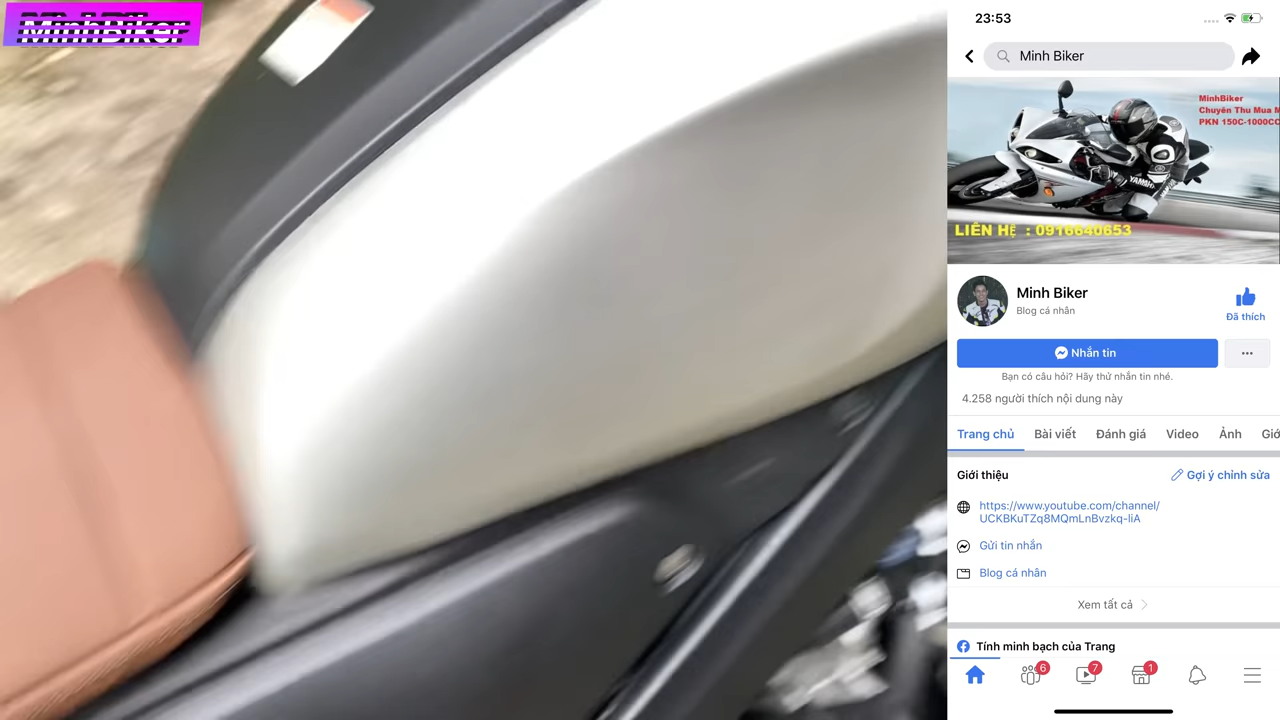 MinhBiker
23:53
Minh Biker
MinhBiker
Chuyên Thu Mua M
PKN 150C-1000CC
YAMAHA
LIÊN HỆ : 0916640653
Minh Biker
Blog cá nhân
Đã thích
Nhắn tin
Bạn có câu hỏi? Hãy thử nhắn tin nhé.
4.258 người thích nội dung này
Trang chủ Bài viết Đánh giá Video Ảnh Giớ
Giới thiệu
Gợi ý chỉnh sửa
https://www.youtube.com/channel/
UCKBKuTZq8MQmLnBvzkq-liA
Gửi tin nhắn
Blog cá nhân
Xem tất cả
Tính minh bạch của Trang
6 7 1